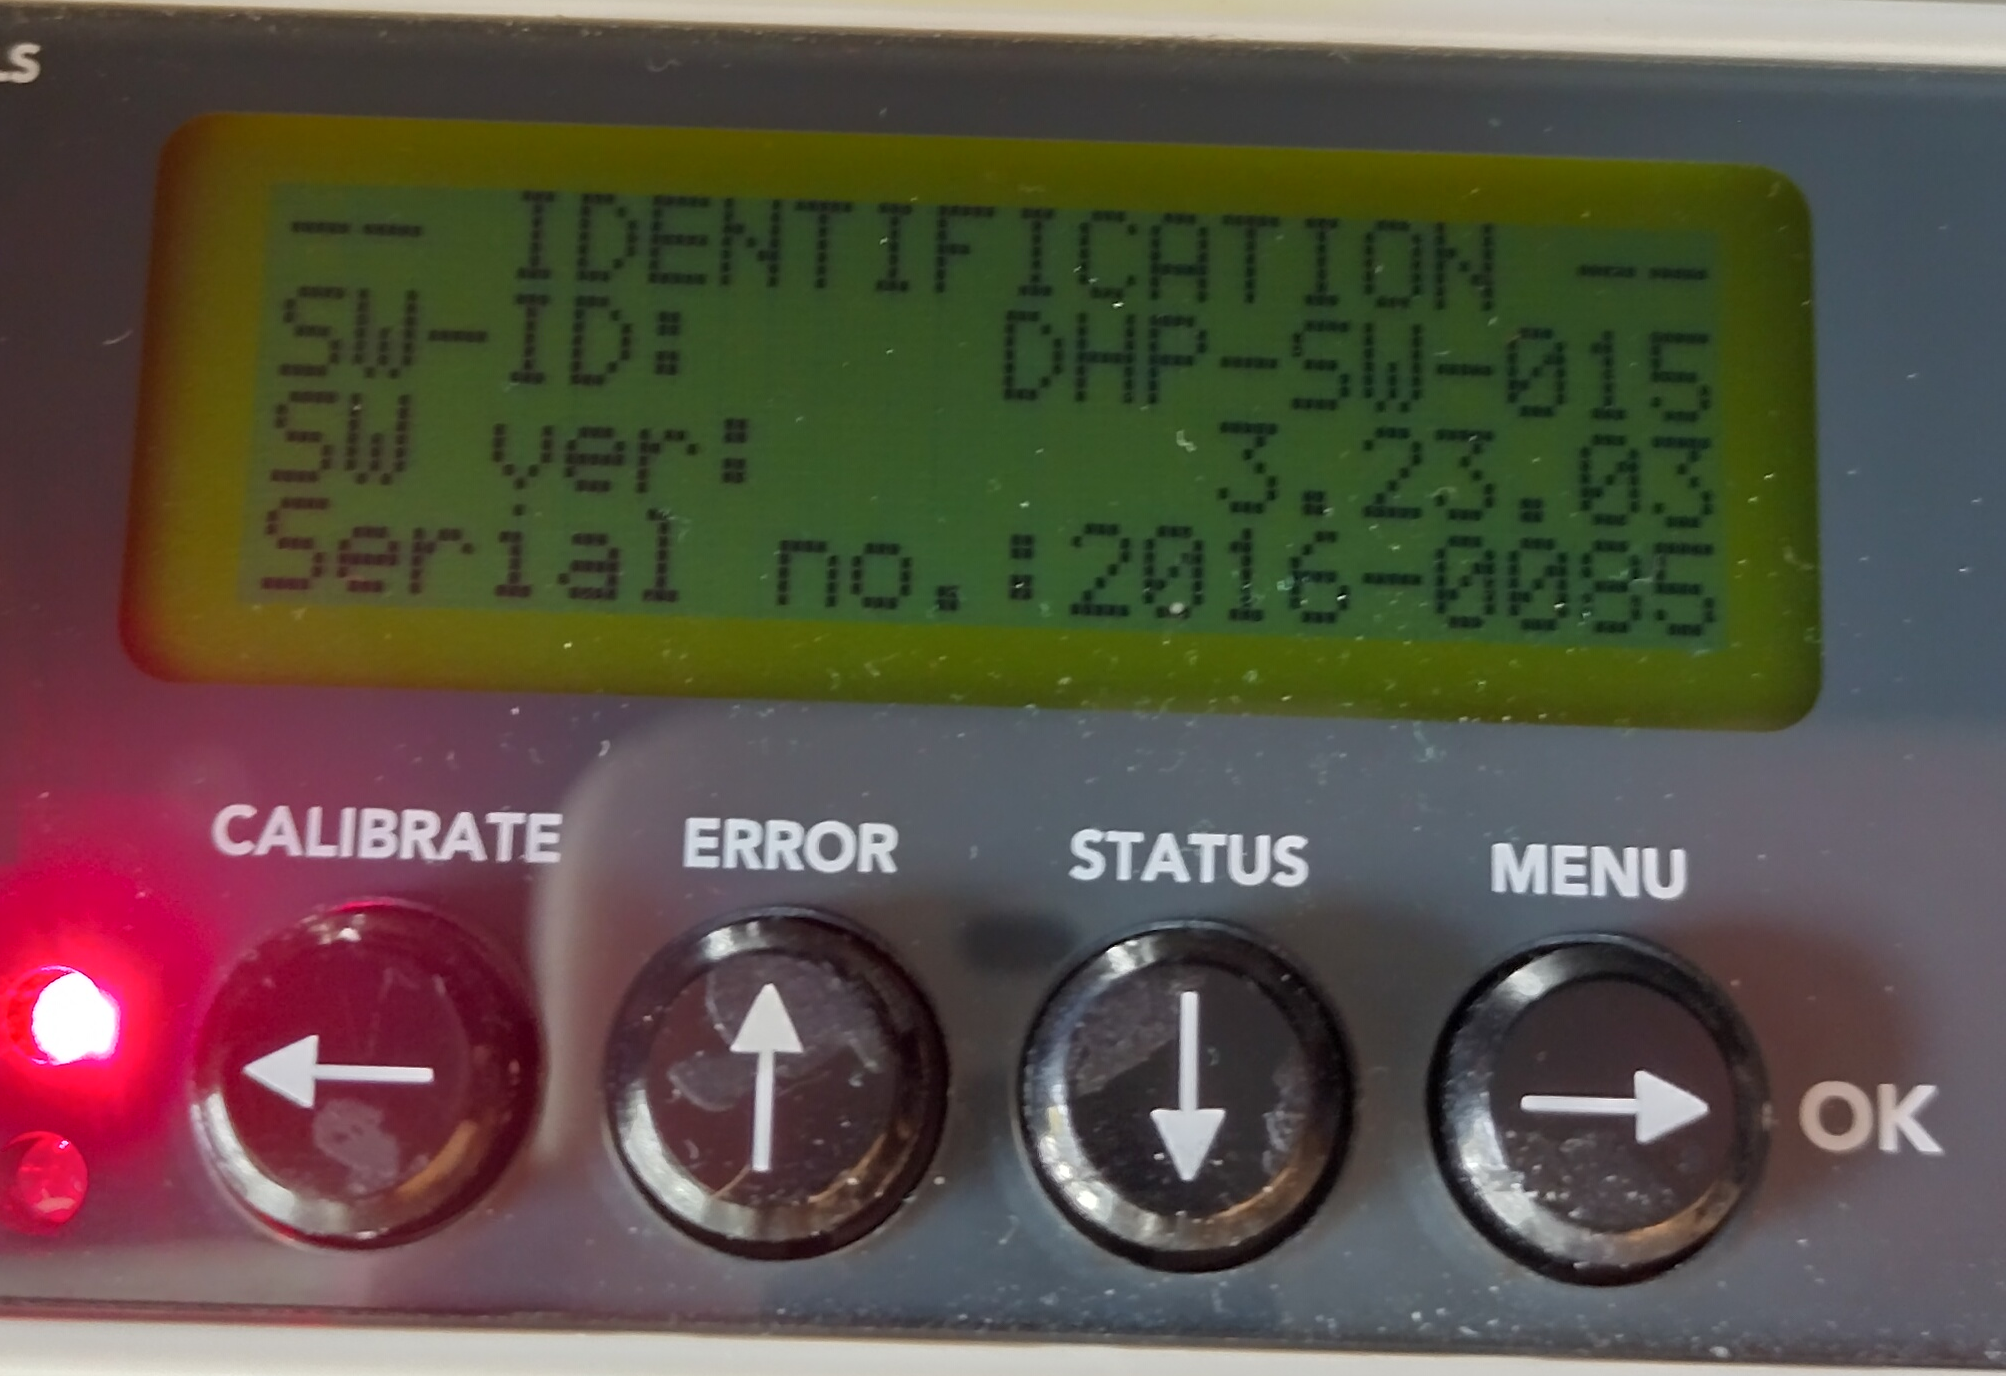 LS
-- IDENTIFICATION --
SW-ID: DHP-SW-015
SW ver: 3.23.03
Serial no.:2016-0085
CALIBRATE ERROR STATUS MENU
OK